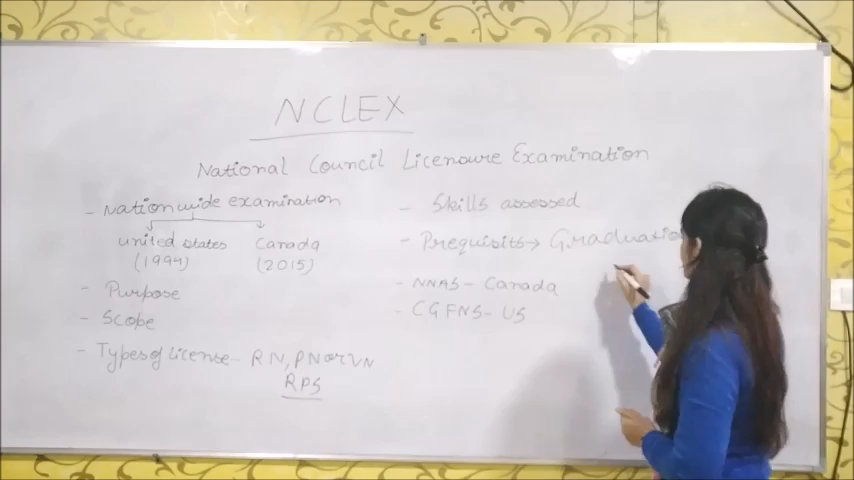 NCLEX
National Council Licenoure Examination
- Nationwide examination
united states Canada
(1994) (2015)
- Purpose
- Scope
- Types of License - RN, PN or VN
RPS
- Skills assessed
- Prequisits → Graduation
- NNAS - Canada
- CGFNS - US